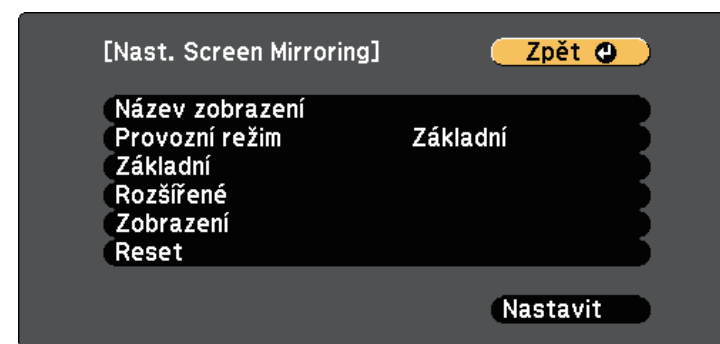 [Nast. Screen Mirroring]
Zpět
Název zobrazení
Provozní režim Základní
Základní
Rozšířené
Zobrazení
Reset
Nastavit